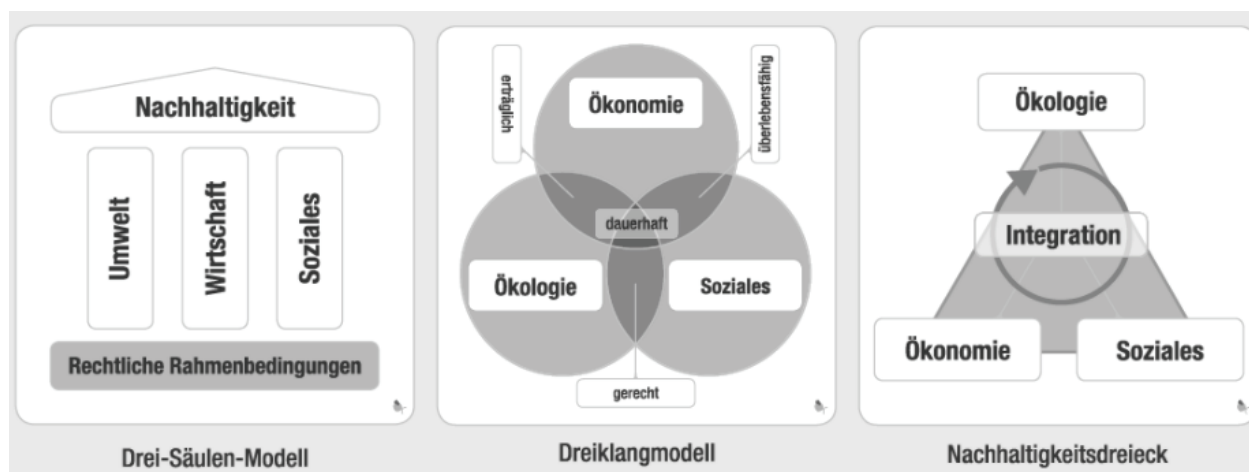 Nachhaltigkeit
Umwelt
Wirtschaft
Soziales
Rechtliche Rahmenbedingungen
Drei-Säulen-Modell
erträglich
Ökonomie
überlebensfähig
dauerhaft
Ökologie
Soziales
gerecht
Dreiklangmodell
Ökologie
Integration
Ökonomie
Soziales
Nachhaltigkeitsdreieck